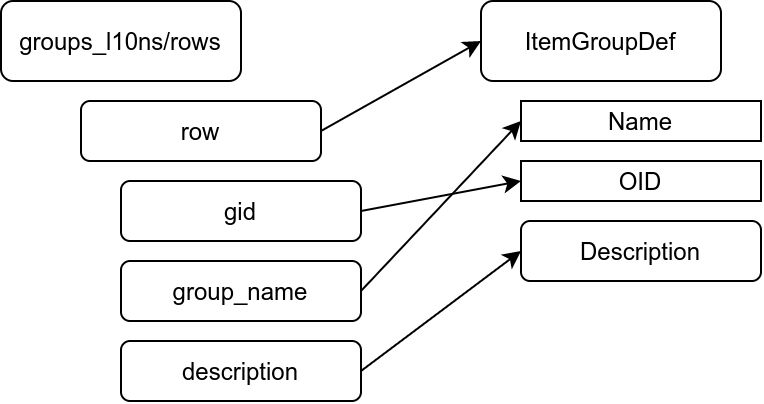 groups_l10ns/rows
ItemGroupDef
row
Name
gid
OID
group_name
Description
description